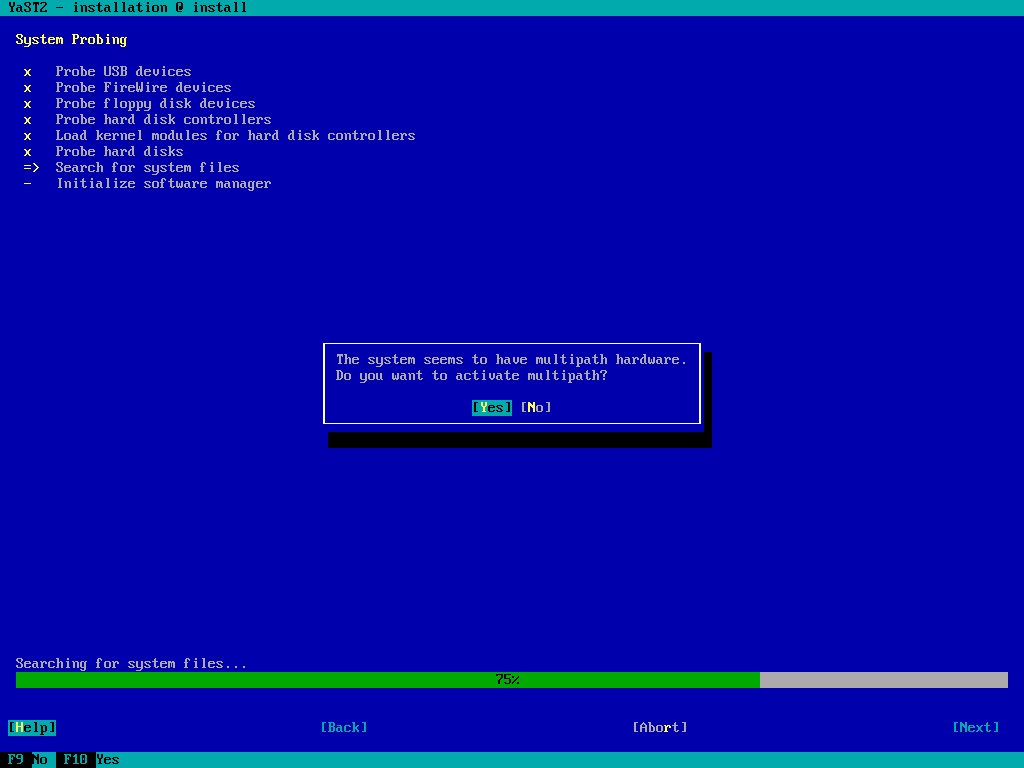 YaST2 - installation @ install
System Probing
x Probe USB devices
x Probe FireWire devices
x Probe floppy disk devices
x Probe hard disk controllers
x Load kernel modules for hard disk controllers
x Probe hard disks
=> Search for system files
- Initialize software manager
The system seems to have multipath hardware.
Do you want to activate multipath?
[Yes] [No]
Searching for system files...
75%
[Help] [Back] [Abort] [Next]
F9 No F10 Yes